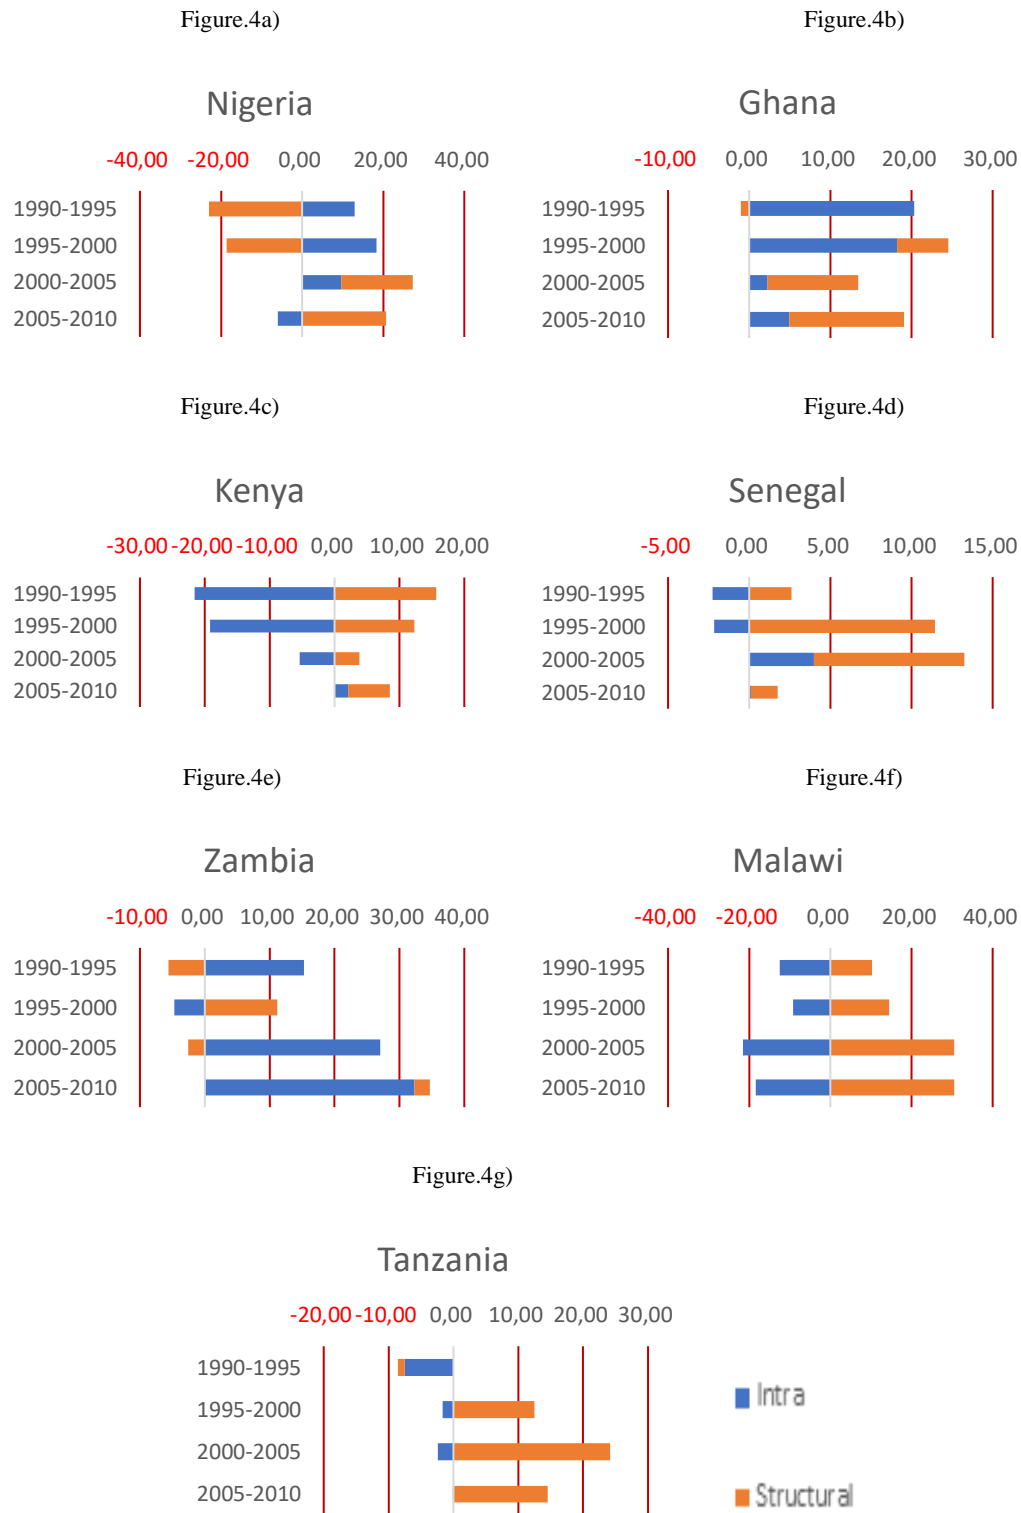 Figure.4a)
Figure.4b)
Nigeria
-40,00 -20,00 0,00 20,00 40,00
1990-1995
1995-2000
2000-2005
2005-2010
Ghana
-10,00 0,00 10,00 20,00 30,00
1990-1995
1995-2000
2000-2005
2005-2010
Figure.4c)
Figure.4d)
Kenya
-30,00 -20,00 -10,00 0,00 10,00 20,00
1990-1995
1995-2000
2000-2005
2005-2010
Senegal
-5,00 0,00 5,00 10,00 15,00
1990-1995
1995-2000
2000-2005
2005-2010
Figure.4e)
Figure.4f)
Zambia
-10,00 0,00 10,00 20,00 30,00 40,00
1990-1995
1995-2000
2000-2005
2005-2010
Malawi
-40,00 -20,00 0,00 20,00 40,00
1990-1995
1995-2000
2000-2005
2005-2010
Figure.4g)
Tanzania
-20,00 -10,00 0,00 10,00 20,00 30,00
1990-1995
1995-2000
2000-2005
2005-2010
Intra
Structural